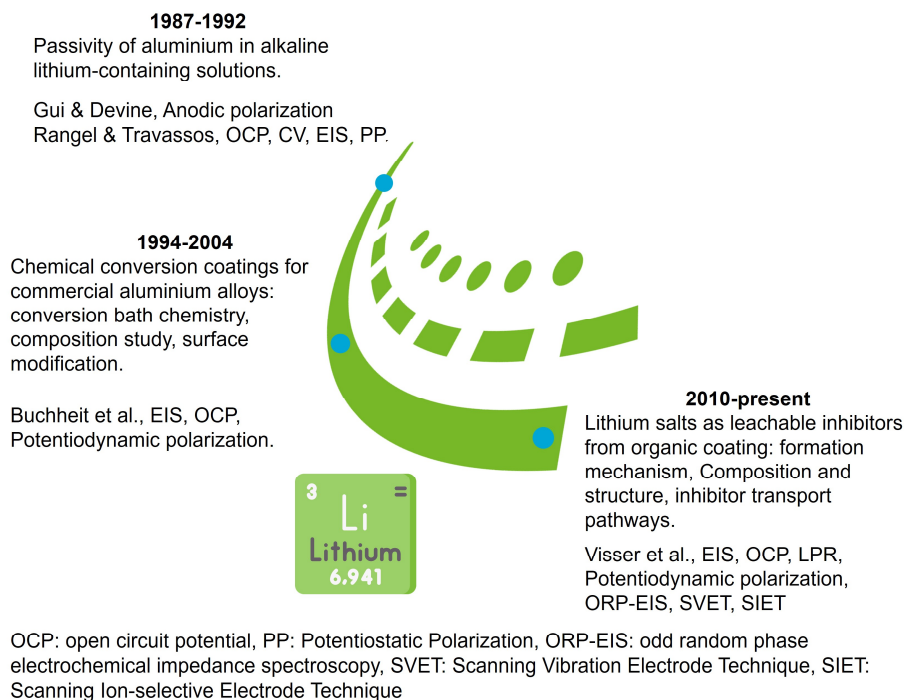 1987-1992
Passivity of aluminium in alkaline
lithium-containing solutions.
Gui & Devine, Anodic polarization
Rangel & Travassos, OCP, CV, EIS, PP.
1994-2004
Chemical conversion coatings for
commercial aluminium alloys:
conversion bath chemistry,
composition study, surface
modification.
Buchheit et al., EIS, OCP,
Potentiodynamic polarization.
2010-present
Lithium salts as leachable inhibitors
from organic coating: formation
mechanism, Composition and
structure, inhibitor transport
pathways.
Visser et al., EIS, OCP, LPR,
Potentiodynamic polarization,
ORP-EIS, SVET, SIET
3
Li
Lithium
6.941
OCP: open circuit potential, PP: Potentiostatic Polarization, ORP-EIS: odd random phase
electrochemical impedance spectroscopy, SVET: Scanning Vibration Electrode Technique, SIET:
Scanning Ion-selective Electrode Technique